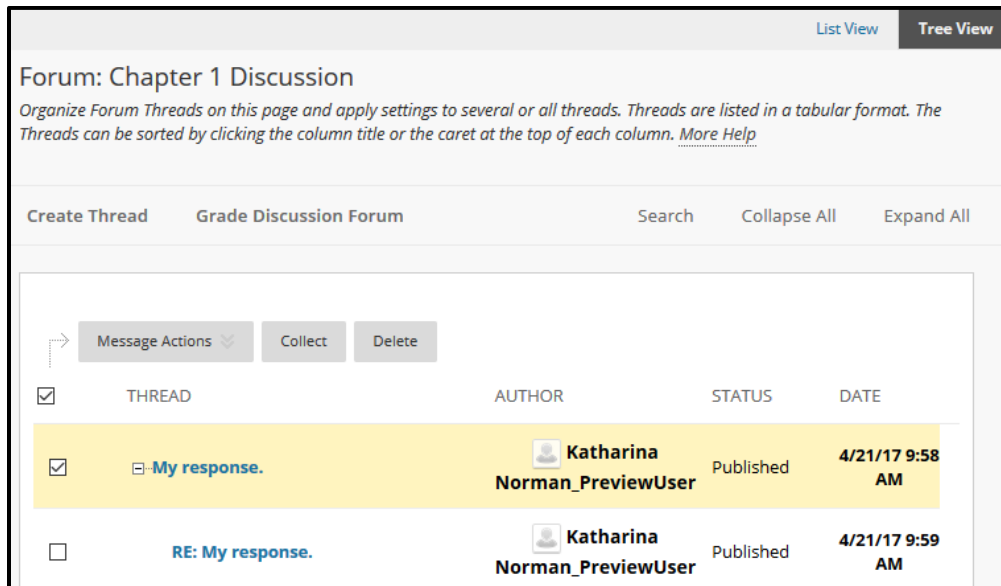 List View Tree View
Forum: Chapter 1 Discussion
Organize Forum Threads on this page and apply settings to several or all threads. Threads are listed in a tabular format. The
Threads can be sorted by clicking the column title or the caret at the top of each column. More Help
Create Thread Grade Discussion Forum Search Collapse All Expand All
Message Actions Collect Delete
THREAD AUTHOR STATUS DATE
My response. Katharina Norman_PreviewUser Published 4/21/17 9:58 AM
RE: My response. Katharina Norman_PreviewUser Published 4/21/17 9:59 AM